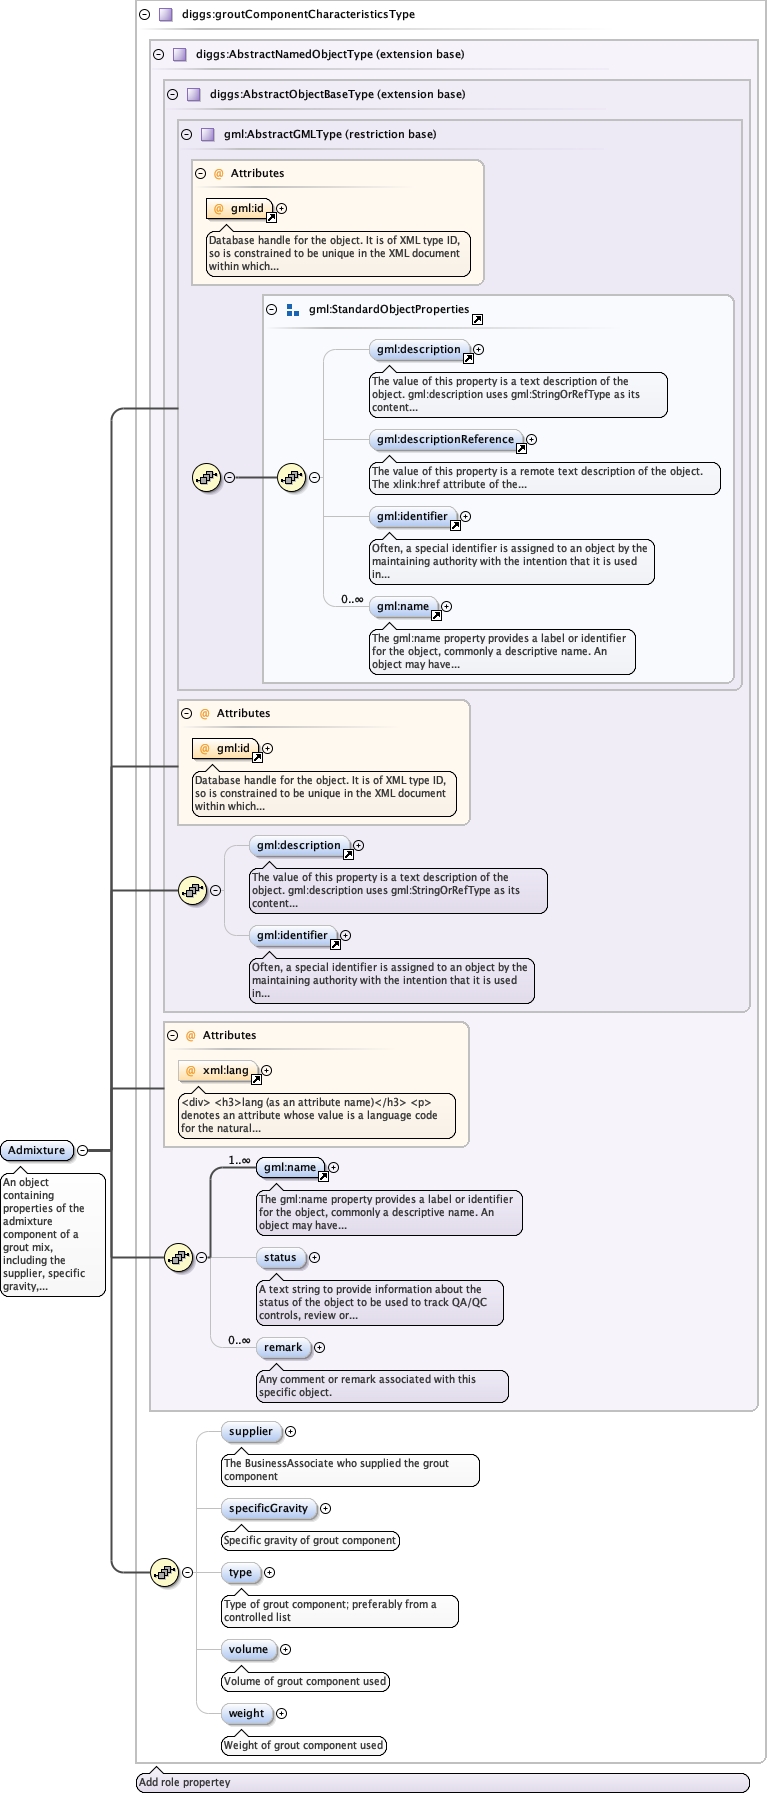 diggs:groutComponentCharacteristicsType
diggs:AbstractNamedObjectType (extension base)
diggs:AbstractObjectBaseType (extension base)
gml:AbstractGMLType (restriction base)
@ Attributes
@ gml:id
Database handle for the object. It is of XML type ID,
so is constrained to be unique in the XML document
within which...
gml:StandardObjectProperties
gml:description
The value of this property is a text description of the
object. gml:description uses gml:StringOrRefType as its
content...
gml:descriptionReference
The value of this property is a remote text description of the object.
The xlink:href attribute of the...
gml:identifier
Often, a special identifier is assigned to an object by the
maintaining authority with the intention that it is used
in...
0..∞
gml:name
The gml:name property provides a label or identifier
for the object, commonly a descriptive name. An
object may have...
@ Attributes
@ gml:id
Database handle for the object. It is of XML type ID,
so is constrained to be unique in the XML document
within which...
gml:description
The value of this property is a text description of the
object. gml:description uses gml:StringOrRefType as its
content...
gml:identifier
Often, a special identifier is assigned to an object by the
maintaining authority with the intention that it is used
in...
@ Attributes
@ xml:lang
<div> <h3>lang (as an attribute name)</h3> <p>
denotes an attribute whose value is a language code
for the natural...
Admixture
An object
containing
properties of the
admixture
component of a
grout mix,
including the
supplier, specific
gravity,...
1..∞
gml:name
The gml:name property provides a label or identifier
for the object, commonly a descriptive name. An
object may have...
status
A text string to provide information about the
status of the object to be used to track QA/QC
controls, review or...
0..∞
remark
Any comment or remark associated with this
specific object.
supplier
The BusinessAssociate who supplied the grout
component
specificGravity
Specific gravity of grout component
type
Type of grout component; preferably from a
controlled list
volume
Volume of grout component used
weight
Weight of grout component used
Add role propertey